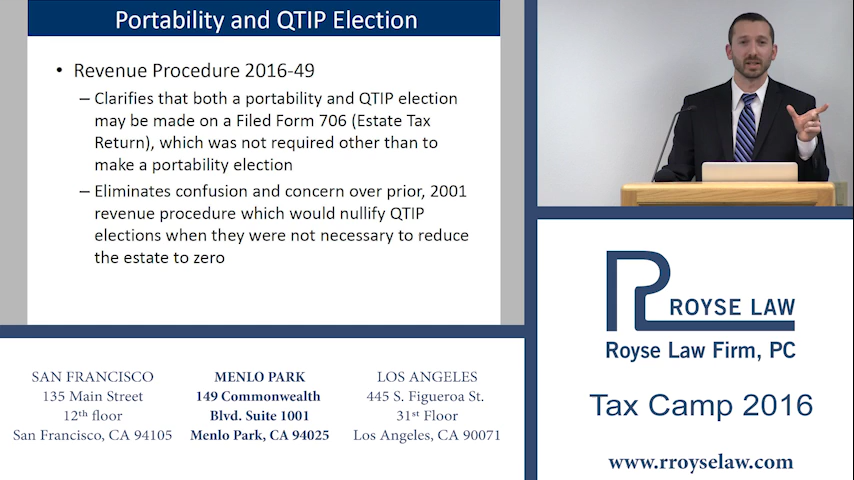 Portability and QTIP Election
• Revenue Procedure 2016-49
– Clarifies that both a portability and QTIP election
may be made on a Filed Form 706 (Estate Tax
Return), which was not required other than to
make a portability election
– Eliminates confusion and concern over prior, 2001
revenue procedure which would nullify QTIP
elections when they were not necessary to reduce
the estate to zero
SAN FRANCISCO
135 Main Street
12th floor
San Francisco, CA 94105
MENLO PARK
149 Commonwealth
Blvd. Suite 1001
Menlo Park, CA 94025
LOS ANGELES
445 S. Figueroa St.
31st Floor
Los Angeles, CA 90071
ROYSE LAW
Royse Law Firm, PC
Tax Camp 2016
www.rroyselaw.com